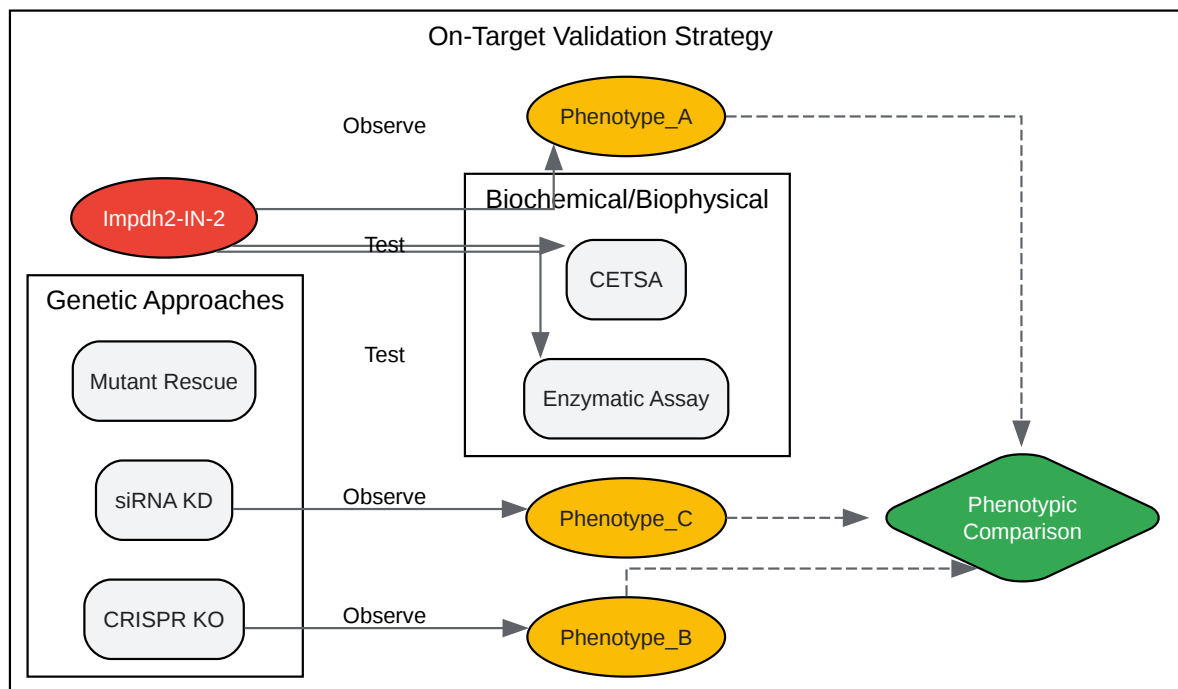 On-Target Validation Strategy
Phenotype_A
Observe
Biochemical/Biophysical
Impdh2-IN-2
Test
CETSA
Genetic Approaches
Mutant Rescue
Test
Enzymatic Assay
siRNA KD
Observe
Phenotype_C
Phenotypic
Comparison
CRISPR KO
Observe
Phenotype_B